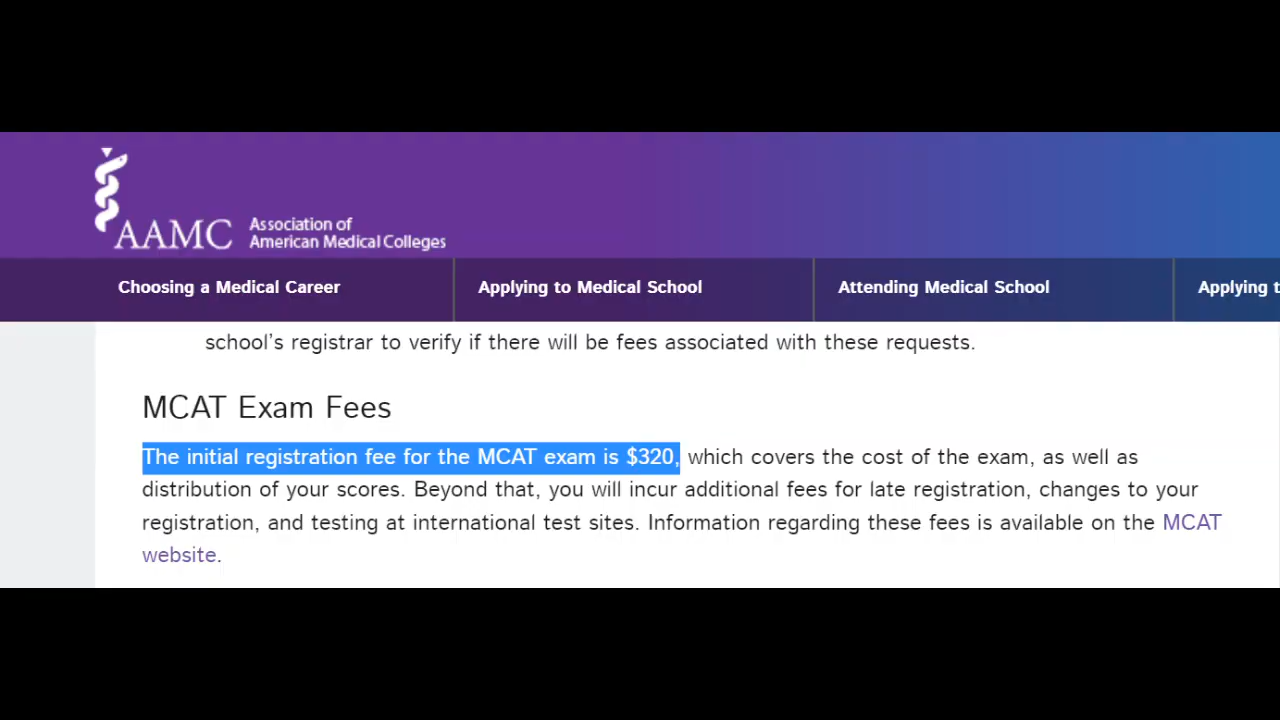 AAMC
Association of
American Medical Colleges
Choosing a Medical Career
Applying to Medical School
Attending Medical School
Applying t
school’s registrar to verify if there will be fees associated with these requests.
MCAT Exam Fees
The initial registration fee for the MCAT exam is $320, which covers the cost of the exam, as well as
distribution of your scores. Beyond that, you will incur additional fees for late registration, changes to your
registration, and testing at international test sites. Information regarding these fees is available on the MCAT
website.